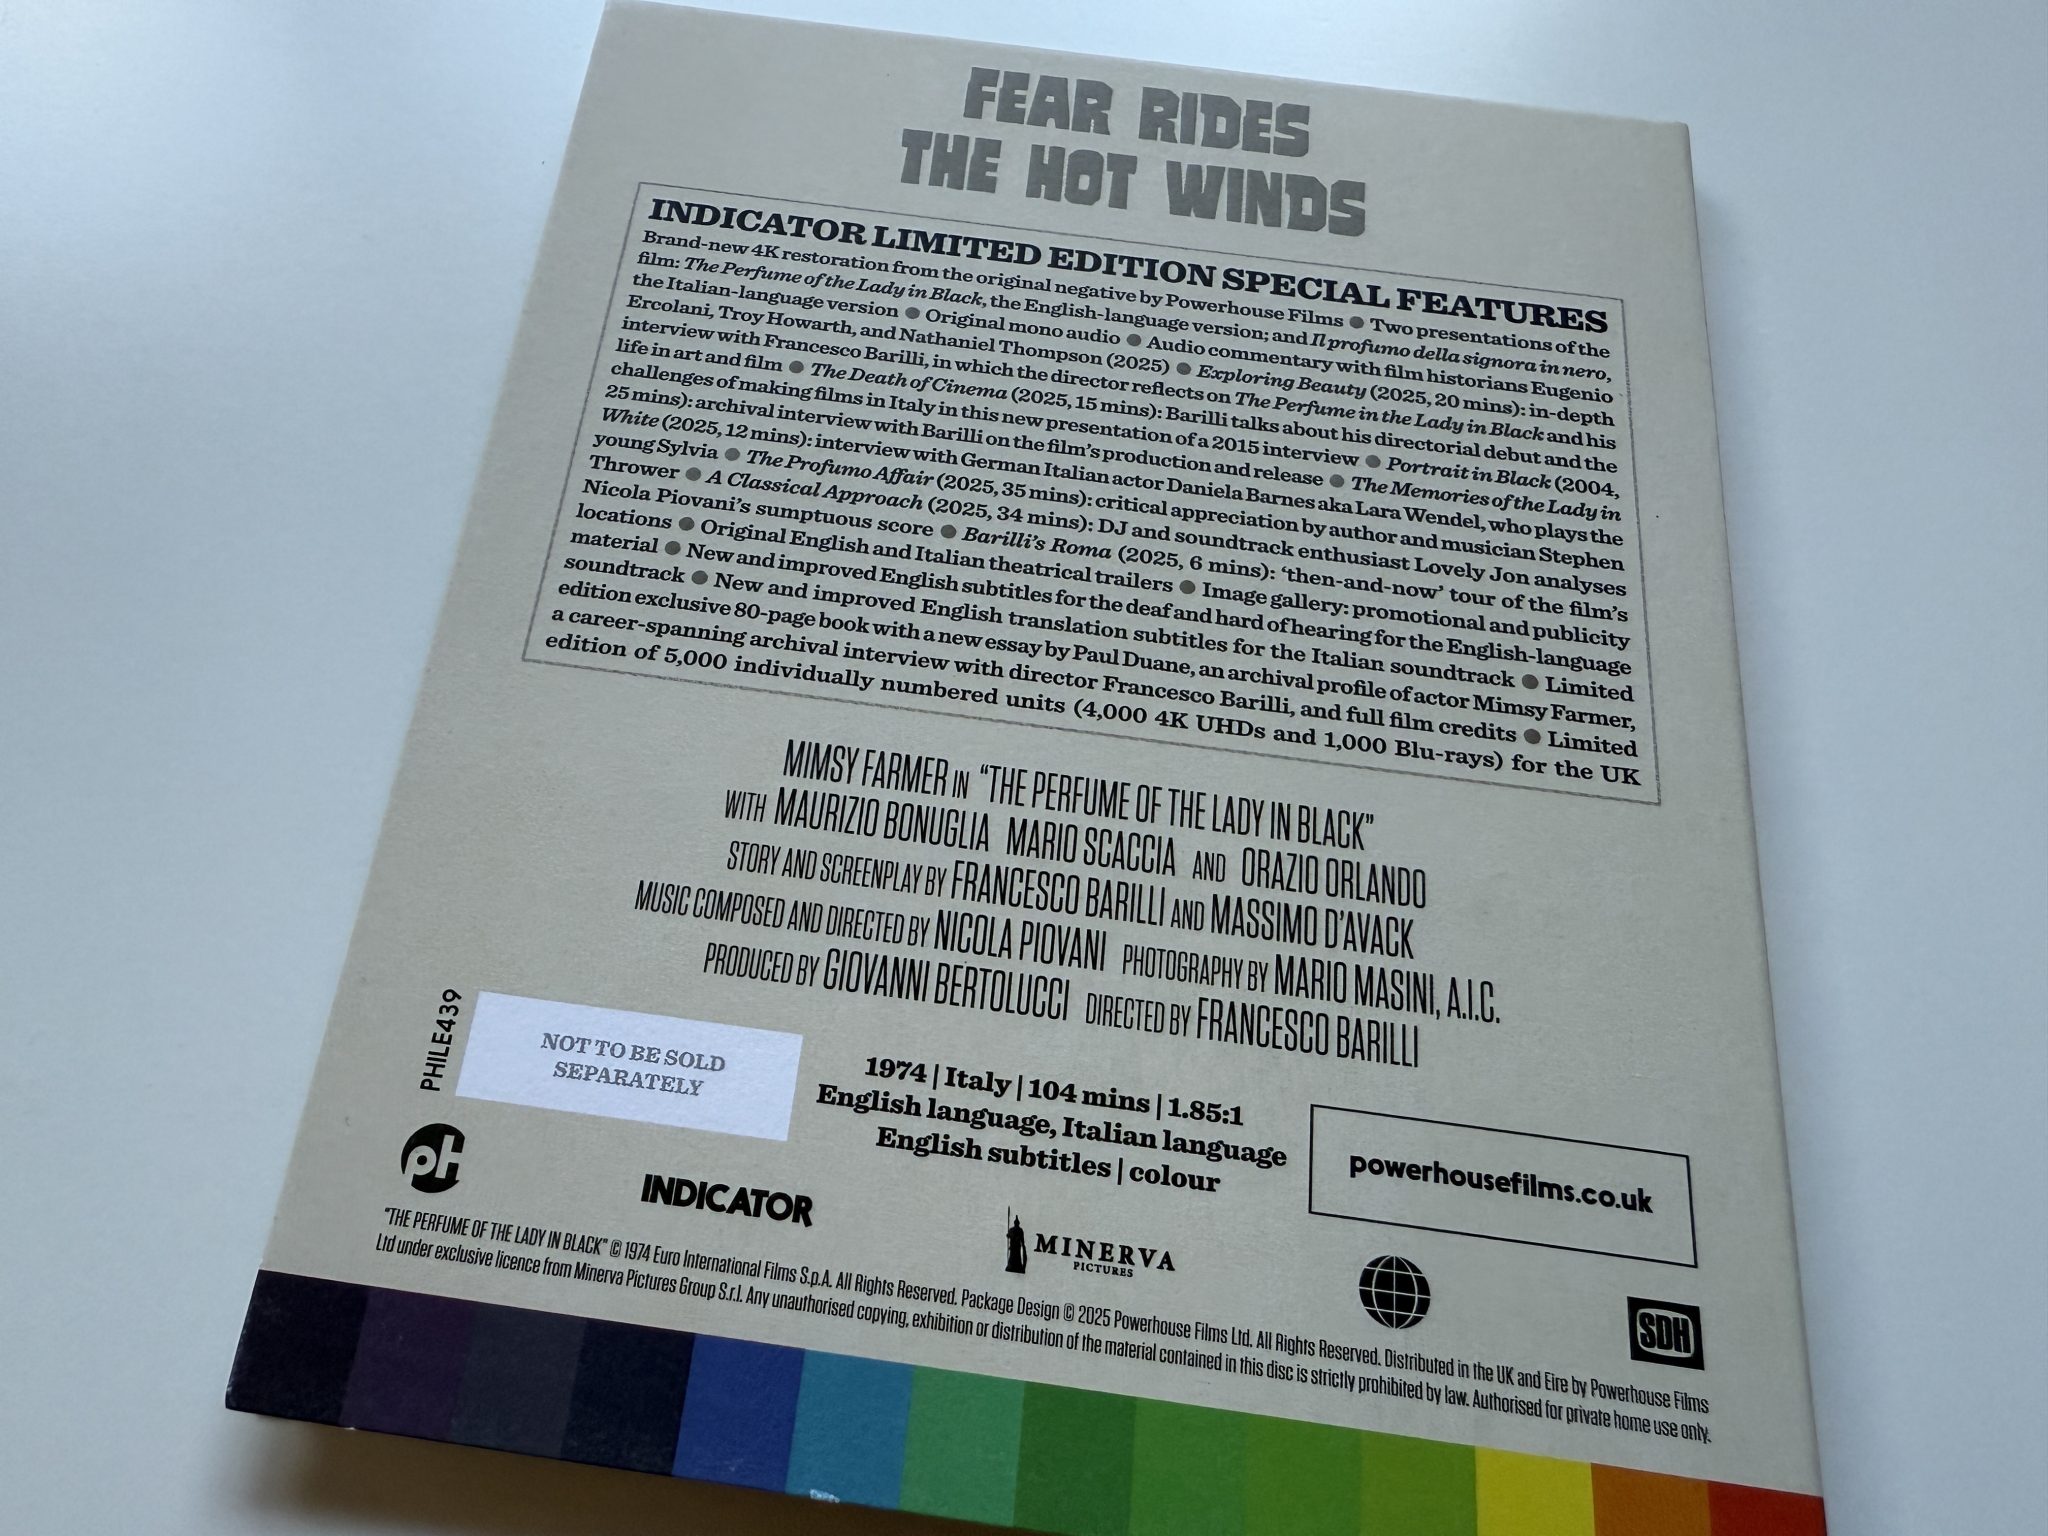 FEAR RIDES
THE HOT WINDS
INDICATOR LIMITED EDITION SPECIAL FEATURES
Brand-new 4K restoration from the original negative by Powerhouse Films ● Two presentations of the
film: The Perfume of the Lady in Black, the English-language version; and Il profumo della signora in nero,
the Italian-language version ● Original mono audio ● Audio commentary with film historians Eugenio
Ercolani, Troy Howarth, and Nathaniel Thompson (2025) ● Exploring Beauty (2025, 20 mins): in-depth
interview with Francesco Barilli, in which the director reflects on The Perfume in the Lady in Black and his
life in art and film ● The Death of Cinema (2025, 15 mins): Barilli talks about his directorial debut and the
challenges of making films in Italy in this new presentation of a 2015 interview ● Portrait in Black (2004,
25 mins): archival interview with Barilli on the film's production and release ● The Memories of the Lady in
White (2025, 12 mins): interview with German Italian actor Daniela Barnes aka Lara Wendel, who plays the
young Sylvia ● The Profumo Affair (2025, 35 mins): critical appreciation by author and musician Stephen
Thrower ● A Classical Approach (2025, 34 mins): DJ and soundtrack enthusiast Lovely Jon analyses
Nicola Piovani's sumptuous score ● Barilli's Roma (2025, 6 mins): 'then-and-now' tour of the film's
locations ● Original English and Italian theatrical trailers ● Image gallery: promotional and publicity
material ● New and improved English subtitles for the deaf and hard of hearing for the English-language
soundtrack ● New and improved English translation subtitles for the Italian soundtrack ● Limited
edition exclusive 80-page book with a new essay by Paul Duane, an archival profile of actor Mimsy Farmer,
a career-spanning archival interview with director Francesco Barilli, and full film credits ● Limited
edition of 5,000 individually numbered units (4,000 4K UHDs and 1,000 Blu-rays) for the UK
MIMSY FARMER IN "THE PERFUME OF THE LADY IN BLACK"
WITH MAURIZIO BONUGLIA MARIO SCACCIA AND ORAZIO ORLANDO
STORY AND SCREENPLAY BY FRANCESCO BARILLI AND MASSIMO D'AVACK
MUSIC COMPOSED AND DIRECTED BY NICOLA PIOVANI PHOTOGRAPHY BY MARIO MASINI, A.I.C.
PRODUCED BY GIOVANNI BERTOLUCCI DIRECTED BY FRANCESCO BARILLI
PHILE439
NOT TO BE SOLD
SEPARATELY
1974 | Italy | 104 mins | 1.85:1
English language, Italian language
English subtitles | colour
powerhousefilms.co.uk
pH
INDICATOR
MINERVA
PICTURES
SDH
"THE PERFUME OF THE LADY IN BLACK" © 1974 Euro International Films S.p.A. All Rights Reserved. Package Design © 2025 Powerhouse Films Ltd. All Rights Reserved. Distributed in the UK and Eire by Powerhouse Films
Ltd under exclusive licence from Minerva Pictures Group S.r.l. Any unauthorised copying, exhibition or distribution of the material contained in this disc is strictly prohibited by law. Authorised for private home use only.